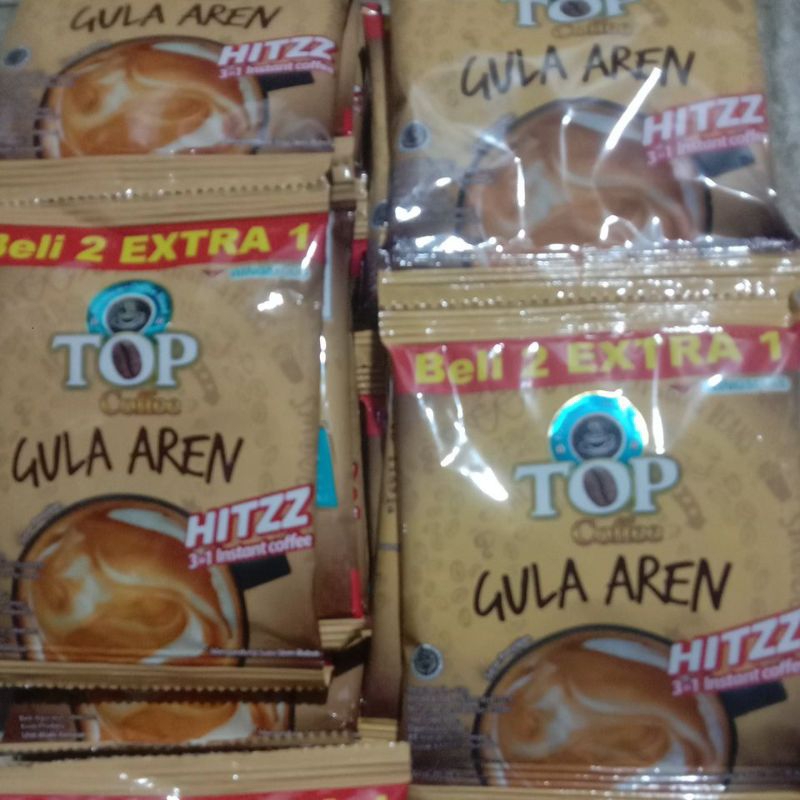 GULA AREN
HITZZ
3in1 Instant coffee
TOP
Coffee
GULA AREN
HITZZ
3in1 Instant coffee
Beli 2 EXTRA 1
TOP
Coffee
GULA AREN
HITZZ
3in1 Instant coffee
Beli 2 EXTRA 1
TOP
Coffee
GULA AREN
HITZZ
3in1 Instant coffee